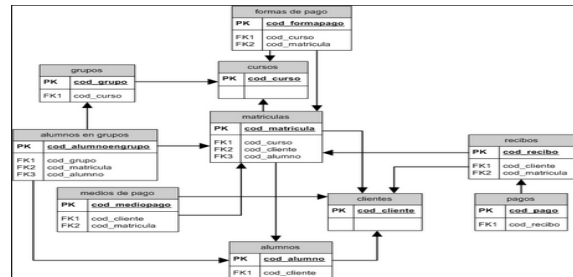 formas de pago
PK cod_formapago
FK1 cod_curso
FK2 cod_matricula
grupos
PK cod_grupo
FK1 cod_curso
cursos
PK cod_curso
alumnos en grupos
PK cod_alumnoengrupo
FK1 cod_grupo
FK2 cod_matricula
FK3 cod_alumno
matriculas
PK cod_matricula
FK1 cod_curso
FK2 cod_cliente
FK3 cod_alumno
recibos
PK cod_recibo
FK1 cod_cliente
FK2 cod_matricula
medios de pago
PK cod_mediopago
FK1 cod_cliente
FK2 cod_matricula
clientes
PK cod_cliente
pagos
PK cod_pago
FK1 cod_recibo
alumnos
PK cod_alumno
FK1 cod_cliente